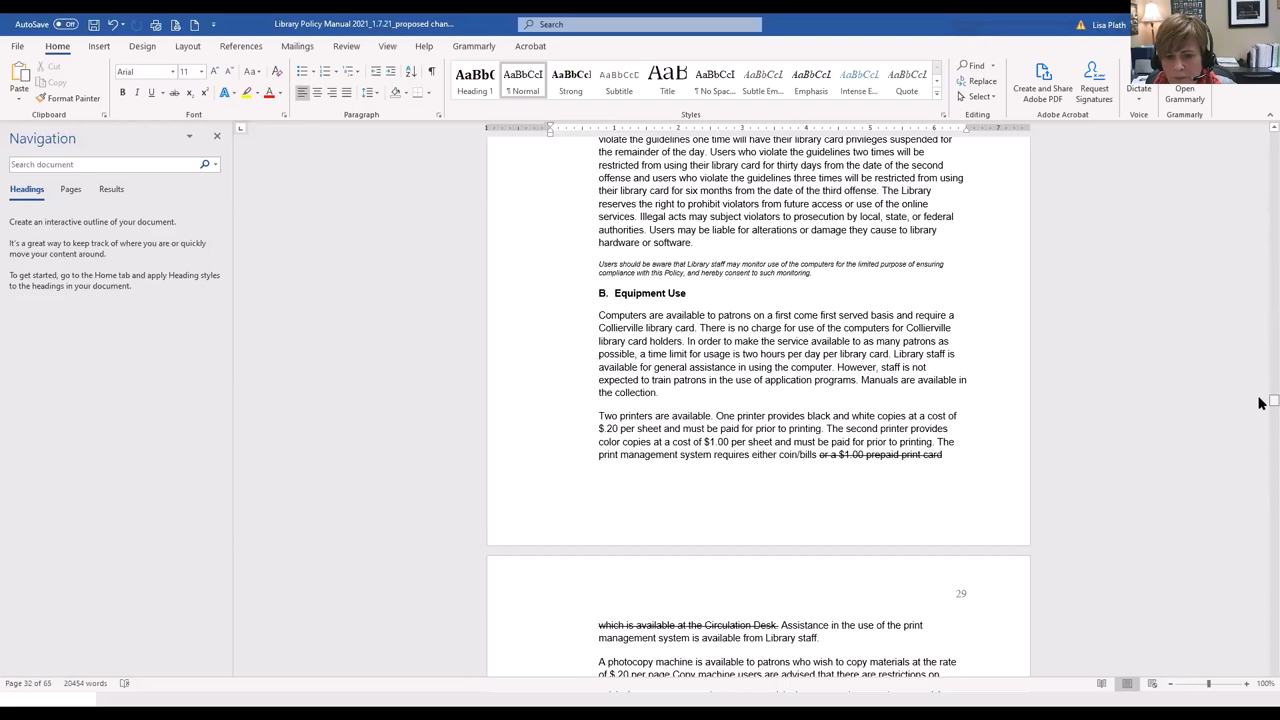 AutoSave Off
Library Policy Manual 2021_1.7.21_proposed chan...
Search
Lisa Plath
File Home Insert Design Layout References Mailings Review View Help Grammarly Acrobat
Paste
Cut
Copy
Format Painter
Clipboard
Arial 11
Font
Paragraph
AaBbC AaBbCcI AaBbCc AaBbCcD AaB AaBbCcI AaBbCcI AaBbCcI AaBbCcI AaBbCcI
Heading 1 ¶ Normal Strong Subtitle Title ¶ No Spac... Subtle Em... Emphasis Intense E... Quote
Styles
Find
Replace
Select
Editing
Create and Share Adobe PDF
Request Signatures
Adobe Acrobat
Dictate
Voice
Open Grammarly
Grammarly
Navigation
Search document
Headings Pages Results
Create an interactive outline of your document.
It's a great way to keep track of where you are or quickly
move your content around.
To get started, go to the Home tab and apply Heading styles
to the headings in your document.
violate the guidelines one time will have their library card privileges suspended for
the remainder of the day. Users who violate the guidelines two times will be
restricted from using their library card for thirty days from the date of the second
offense and users who violate the guidelines three times will be restricted from using
their library card for six months from the date of the third offense. The Library
reserves the right to prohibit violators from future access or use of the online
services. Illegal acts may subject violators to prosecution by local, state, or federal
authorities. Users may be liable for alterations or damage they cause to library
hardware or software.
Users should be aware that Library staff may monitor use of the computers for the limited purpose of ensuring
compliance with this Policy, and hereby consent to such monitoring.
B. Equipment Use
Computers are available to patrons on a first come first served basis and require a
Collierville library card. There is no charge for use of the computers for Collierville
library card holders. In order to make the service available to as many patrons as
possible, a time limit for usage is two hours per day per library card. Library staff is
available for general assistance in using the computer. However, staff is not
expected to train patrons in the use of application programs. Manuals are available in
the collection.
Two printers are available. One printer provides black and white copies at a cost of
$.20 per sheet and must be paid for prior to printing. The second printer provides
color copies at a cost of $1.00 per sheet and must be paid for prior to printing. The
print management system requires either coin/bills or a $1.00 prepaid print card
29
which is available at the Circulation Desk. Assistance in the use of the print
management system is available from Library staff.
A photocopy machine is available to patrons who wish to copy materials at the rate
of $.20 per page Copy machine users are advised that there are restrictions on
Page 32 of 65 20454 words
100%